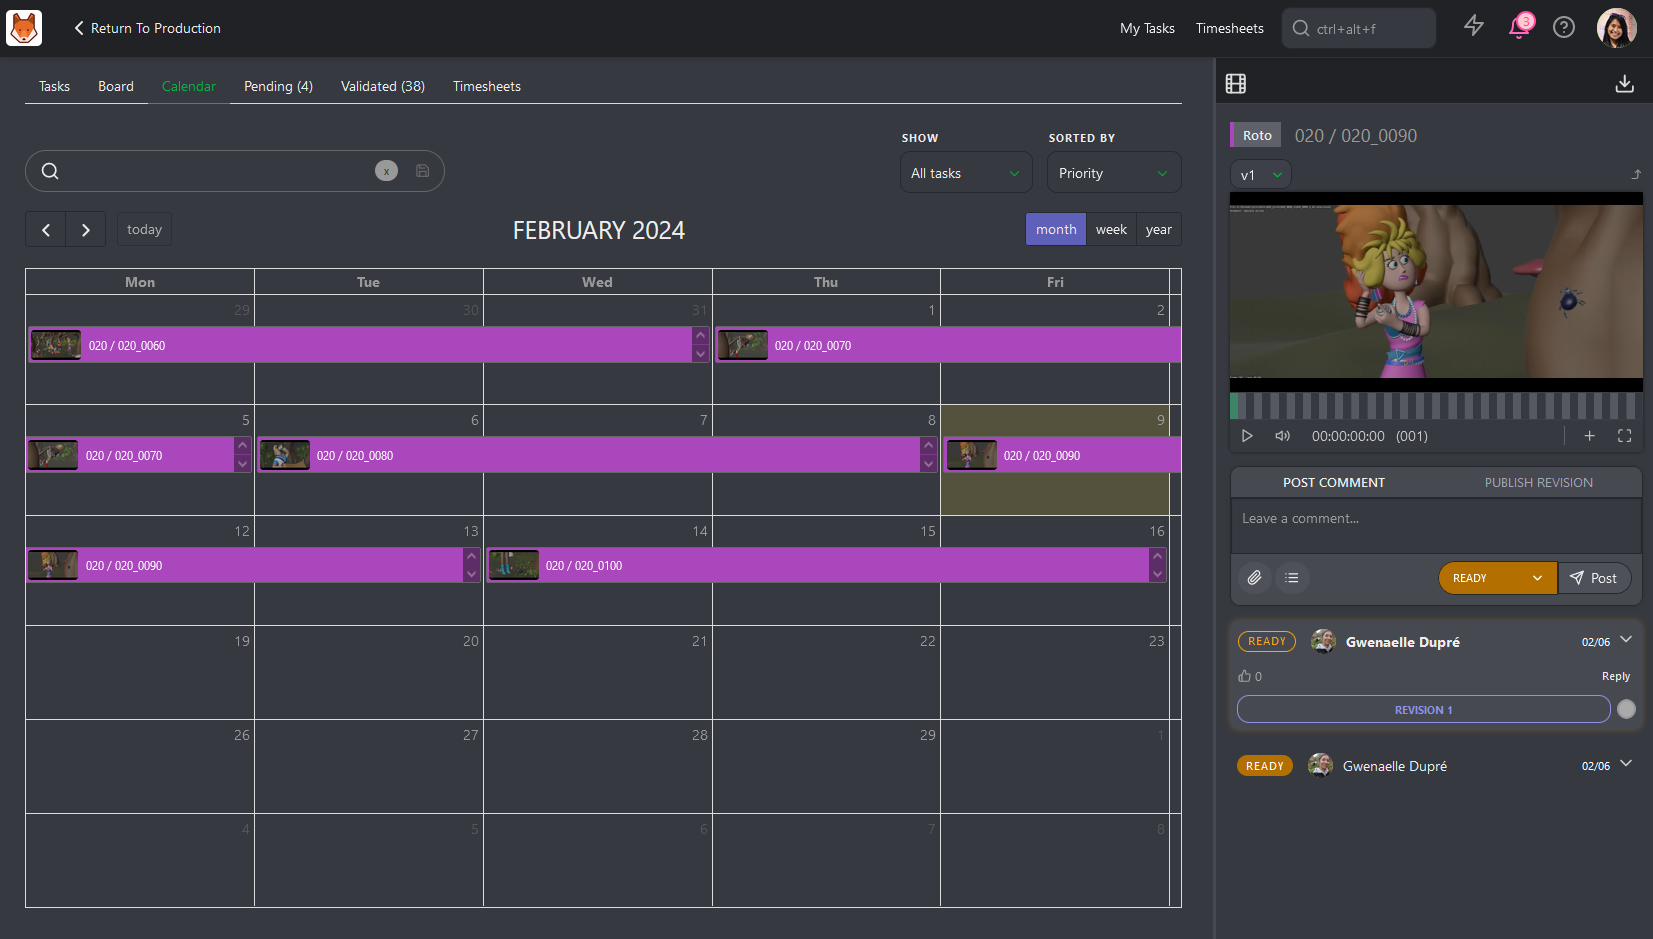 Return To Production
My Tasks
Timesheets
ctrl+alt+f
3
Tasks
Board
Calendar
Pending (4)
Validated (38)
Timesheets
SHOW
SORTED BY
x
All tasks
Priority
today
FEBRUARY 2024
month
week
year
Mon Tue Wed Thu Fri
29 30 31 1 2
020 / 020_0060
020 / 020_0070
5 6 7 8 9
020 / 020_0070
020 / 020_0080
020 / 020_0090
12 13 14 15 16
020 / 020_0090
020 / 020_0100
19 20 21 22 23
26 27 28 29 1
4 5 6 7 8
Roto
020 / 020_0090
v1
00:00:00:00 (001)
POST COMMENT
PUBLISH REVISION
Leave a comment...
READY
Post
READY
Gwenaelle Dupré
02/06
0
Reply
REVISION 1
READY
Gwenaelle Dupré
02/06